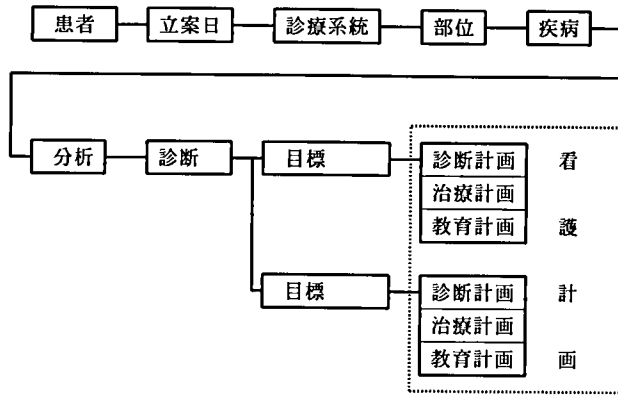 患者 立案日 診療系統 部位 疾病
分析 診断 目標 診断計画 看
治療計画
教育計画 護
目標 診断計画 計
治療計画
教育計画 画